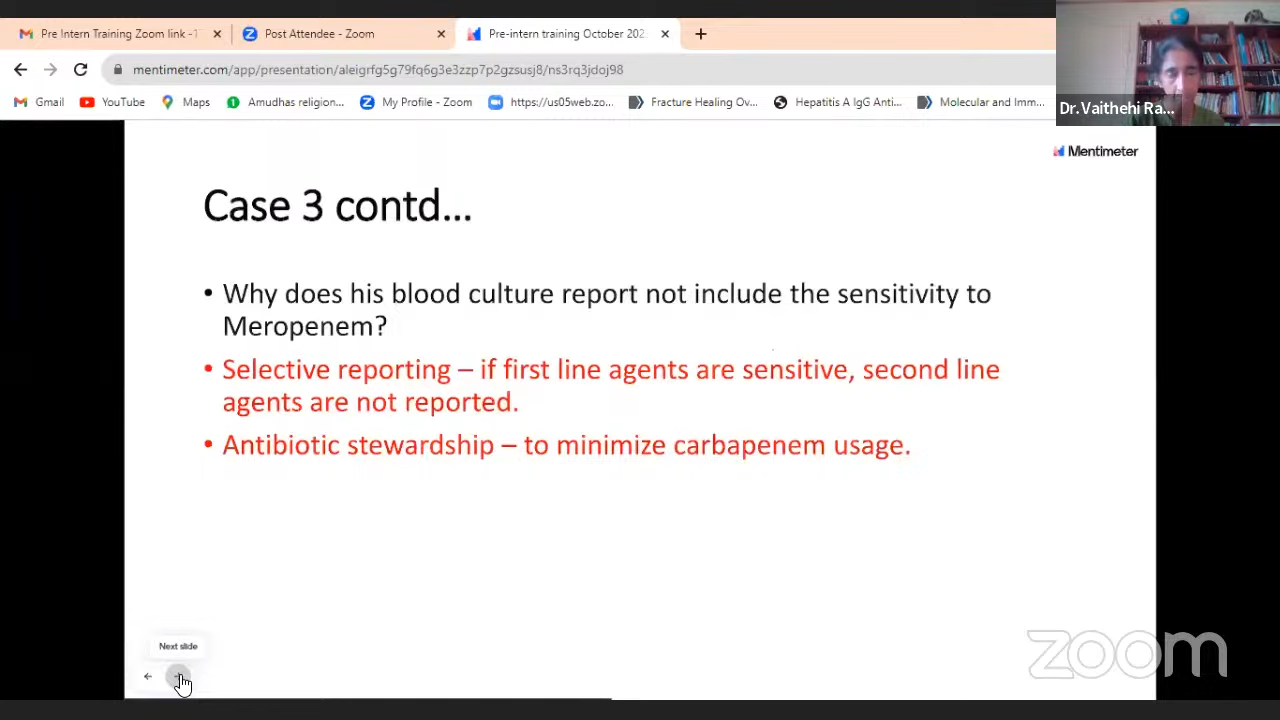 Pre Intern Training Zoom link - 1
Post Attendee - Zoom
Pre-intern training October 202
mentimeter.com/app/presentation/aleigrfg5g79fq6g3e3zzp7p2gzsusj8/ns3rq3jdoj98
Gmail
YouTube
Maps
Amudhas religion...
My Profile - Zoom
https://us05web.zo...
Fracture Healing Ov...
Hepatitis A IgG Anti...
Molecular and Imm...
Dr.Vaithehi Ra...
Mentimeter
Case 3 contd...
• Why does his blood culture report not include the sensitivity to
Meropenem?
• Selective reporting – if first line agents are sensitive, second line
agents are not reported.
• Antibiotic stewardship – to minimize carbapenem usage.
Next slide
zoom